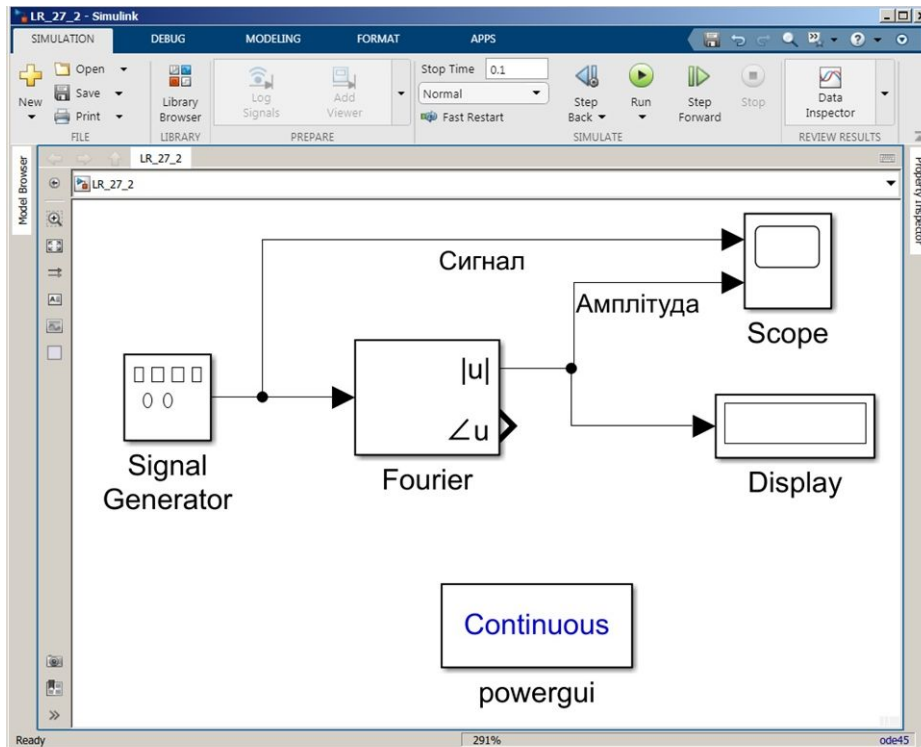 LR_27_2 - Simulink
SIMULATION DEBUG MODELING FORMAT APPS
New
Open
Save
Print
FILE
Library
Browser
LIBRARY
Log
Signals
Add
Viewer
PREPARE
Stop Time 0.1
Normal
Fast Restart
Step
Back
Run
Step
Forward
Stop
SIMULATE
Data
Inspector
REVIEW RESULTS
Model Browser
LR_27_2
LR_27_2
Property Inspector
Сигнал
Амплітуда
Scope
Signal
Generator
|u|
∠u
Fourier
Display
Continuous
powergui
Ready 291% ode45